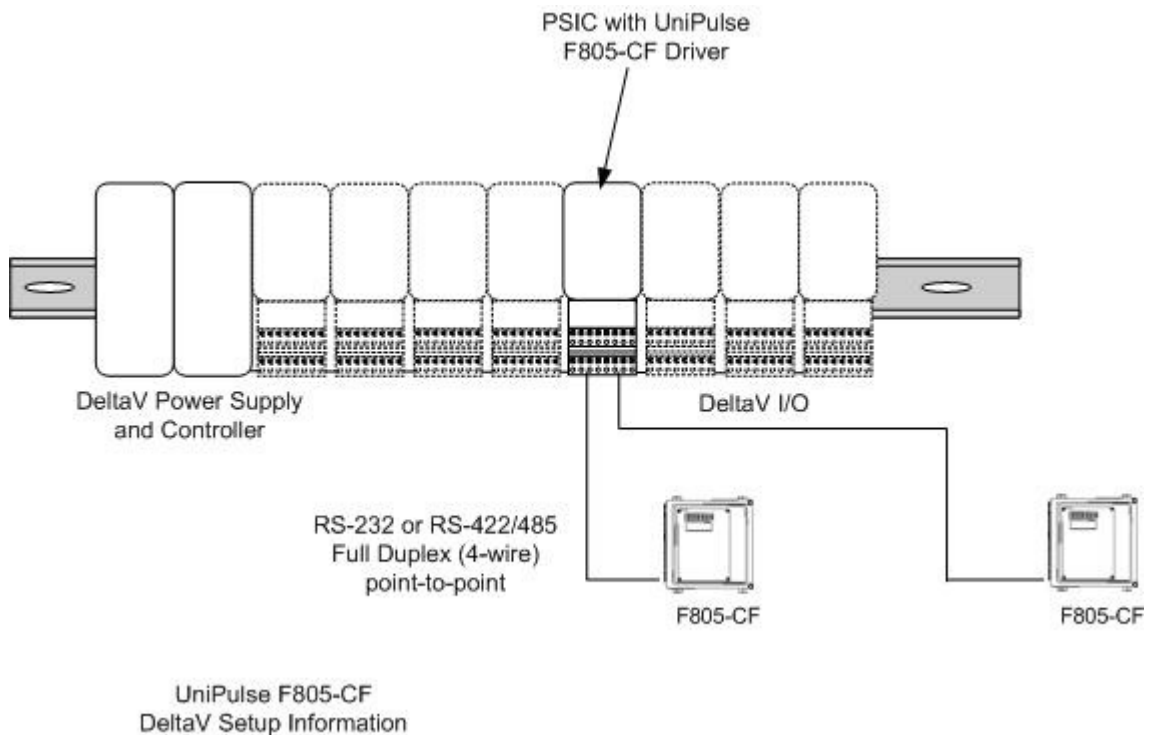 PSIC with UniPulse
F805-CF Driver
DeltaV Power Supply
and Controller
DeltaV I/O
RS-232 or RS-422/485
Full Duplex (4-wire)
point-to-point
F805-CF
F805-CF
UniPulse F805-CF
DeltaV Setup Information